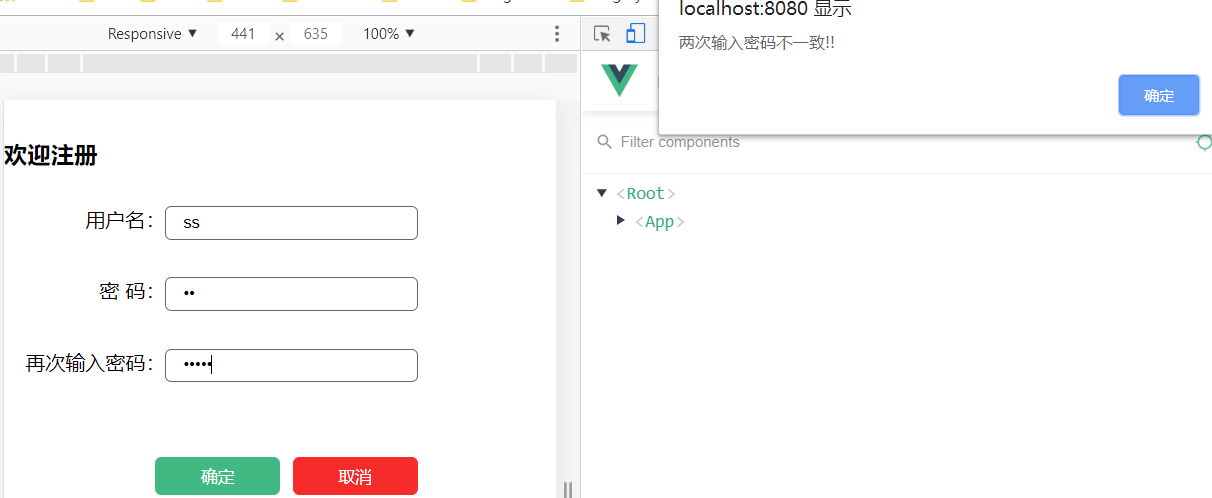 Responsive ▼ 441 × 635 100% ▼
localhost:8080 显示
两次输入密码不一致!!
确定
Filter components
<Root>
<App>
欢迎注册
用户名：ss
密 码：••
再次输入密码：•••••
确定 取消